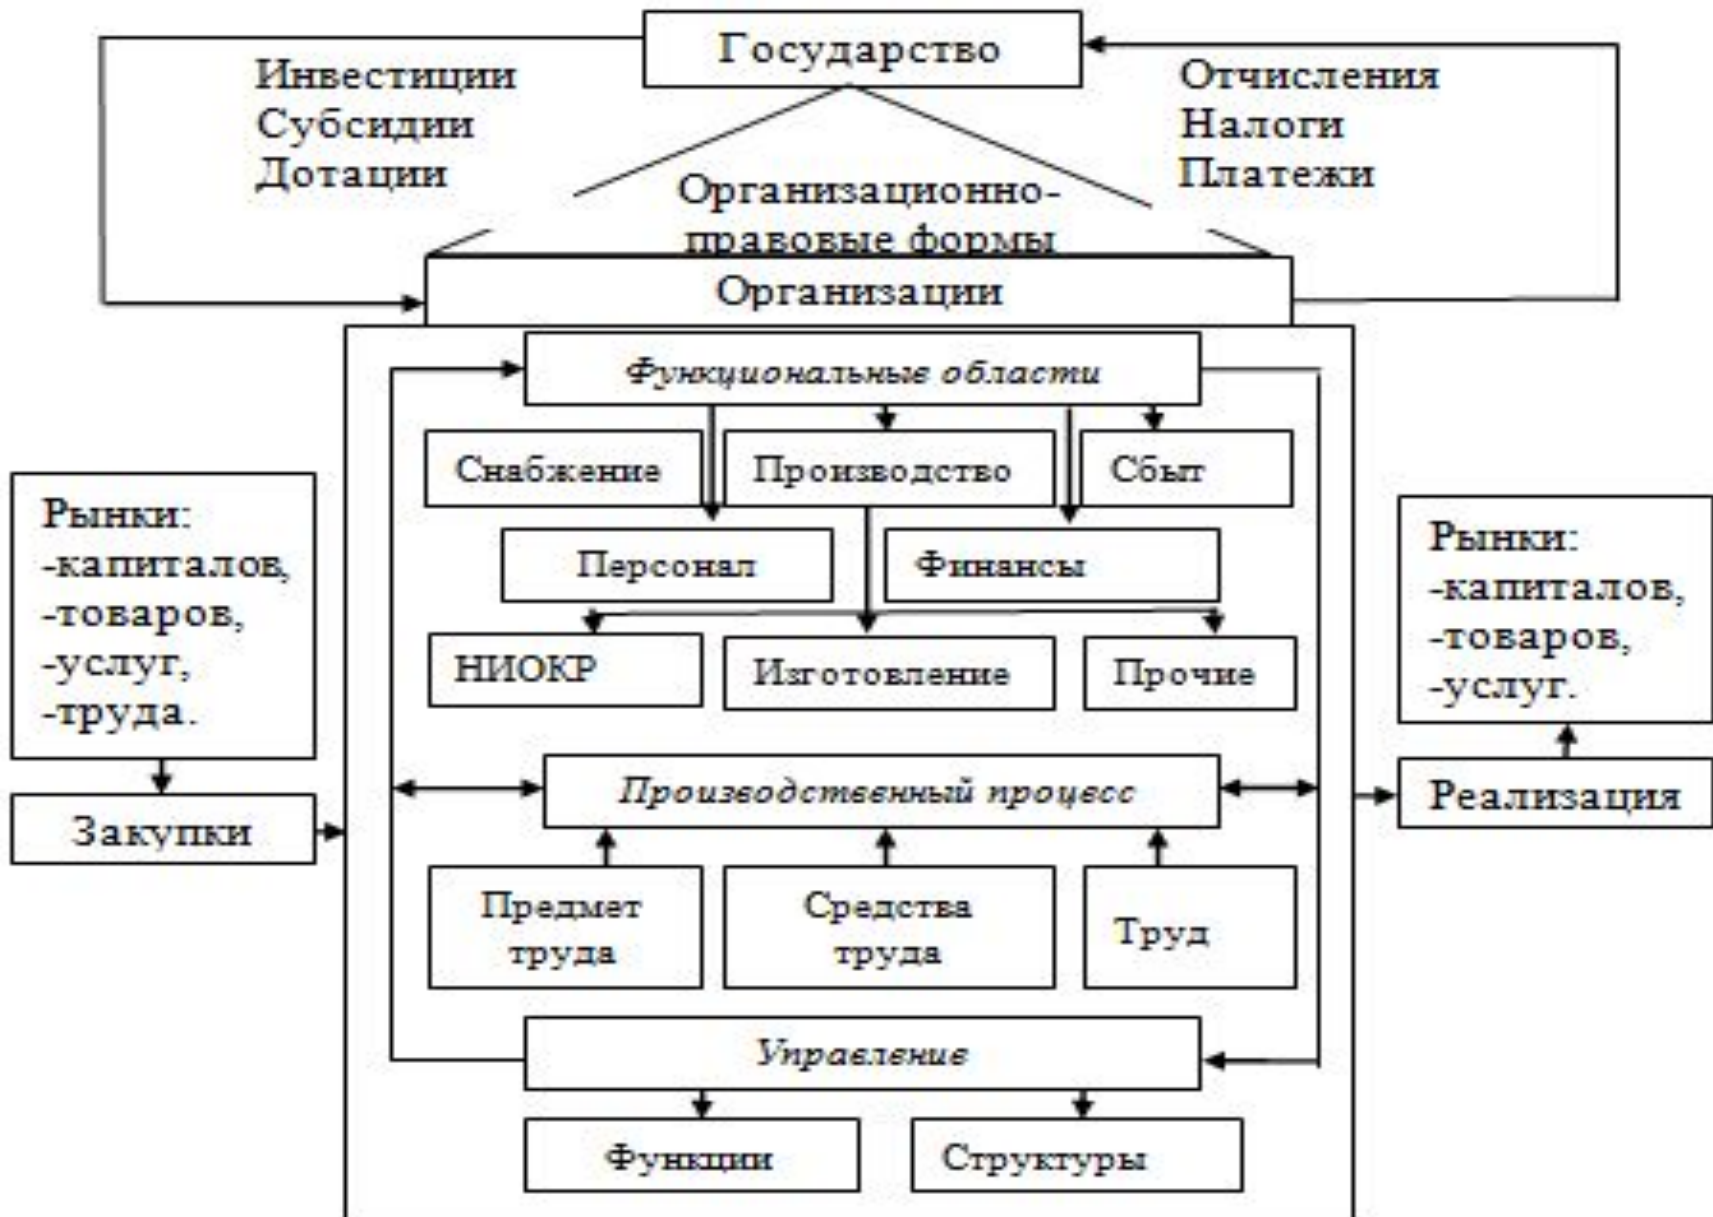 Государство
Инвестиции
Субсидии
Дотации
Отчисления
Налоги
Платежи
Организационно-
правовые формы
Организации
Функциональные области
Снабжение
Производство
Сбыт
Персонал
Финансы
НИОКР
Изготовление
Прочие
Рынки:
-капиталов,
-товаров,
-услуг,
-труда.
Закупки
Производственный процесс
Предмет
труда
Средства
труда
Труд
Управление
Функции
Структуры
Рынки:
-капиталов,
-товаров,
-услуг.
Реализация